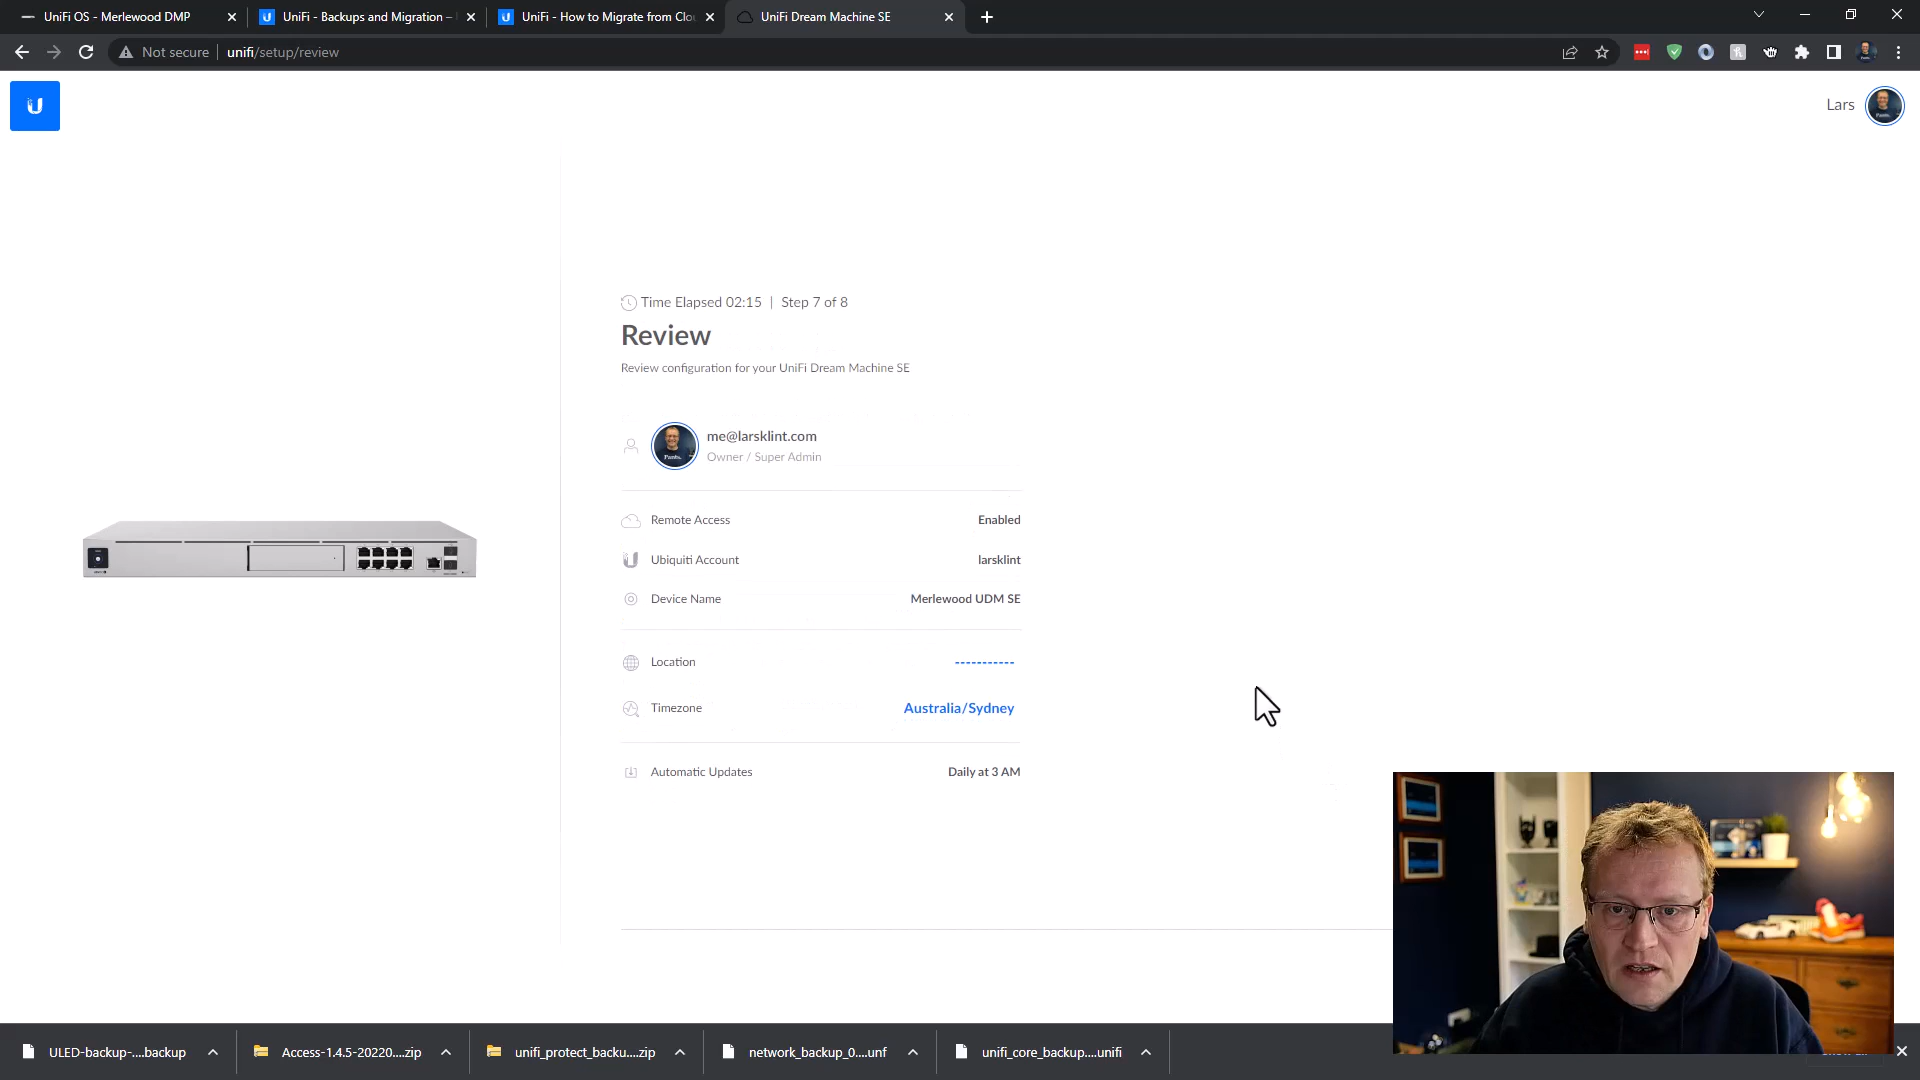 UniFi OS - Merlewood DMP
UniFi - Backups and Migration –
UniFi - How to Migrate from Clo
UniFi Dream Machine SE
Not secure
unifi/setup/review
Lars
Time Elapsed 02:15 | Step 7 of 8
Review
Review configuration for your UniFi Dream Machine SE
me@larsklint.com
Owner / Super Admin
Remote Access Enabled
Ubiquiti Account larsklint
Device Name Merlewood UDM SE
Location -----------
Timezone Australia/Sydney
Automatic Updates Daily at 3 AM
ULED-backup-....backup
Access-1.4.5-20220....zip
unifi_protect_backu....zip
network_backup_0....unf
unifi_core_backup....unifi